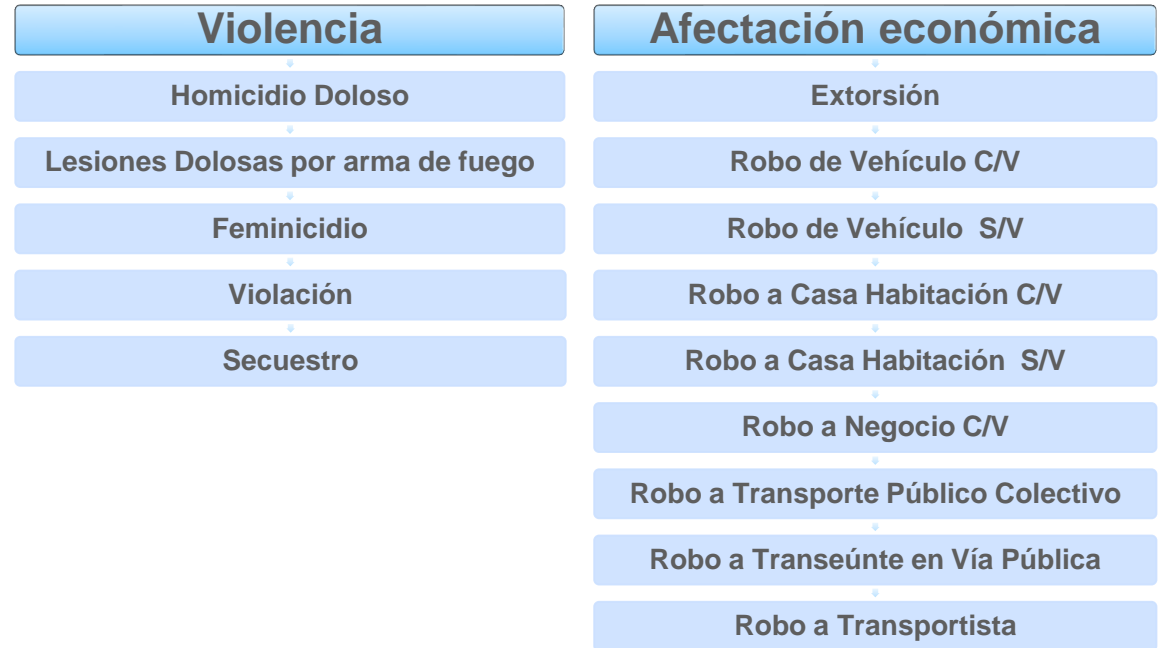 Violencia
Homicidio Doloso
Lesiones Dolosas por arma de fuego
Feminicidio
Violación
Secuestro
Afectación económica
Extorsión
Robo de Vehículo C/V
Robo de Vehículo S/V
Robo a Casa Habitación C/V
Robo a Casa Habitación S/V
Robo a Negocio C/V
Robo a Transporte Público Colectivo
Robo a Transeúnte en Vía Pública
Robo a Transportista